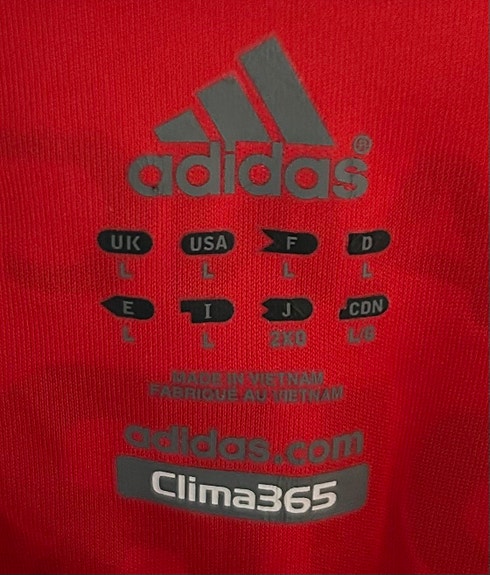 adidas®
UK USA F D
L L L L
E I J CDN
L L 2XO L/G
MADE IN VIETNAM
FABRIQUE AU VIETNAM
adidas.com
Clima365